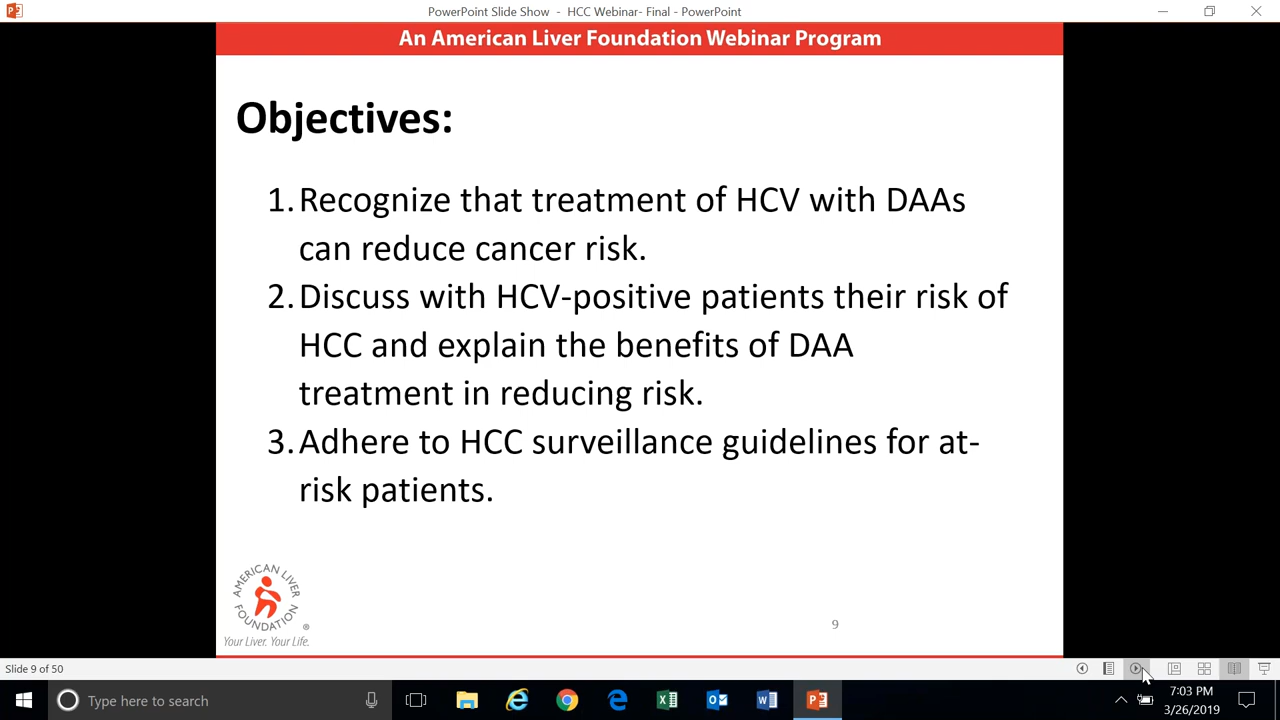 PowerPoint Slide Show - HCC Webinar- Final - PowerPoint
An American Liver Foundation Webinar Program
Objectives:
1. Recognize that treatment of HCV with DAAs
can reduce cancer risk.
2. Discuss with HCV-positive patients their risk of
HCC and explain the benefits of DAA
treatment in reducing risk.
3. Adhere to HCC surveillance guidelines for at-
risk patients.
AMERICAN LIVER
FOUNDATION
®
Your Liver. Your Life.
9
Slide 9 of 50
Type here to search
7:03 PM
3/26/2019